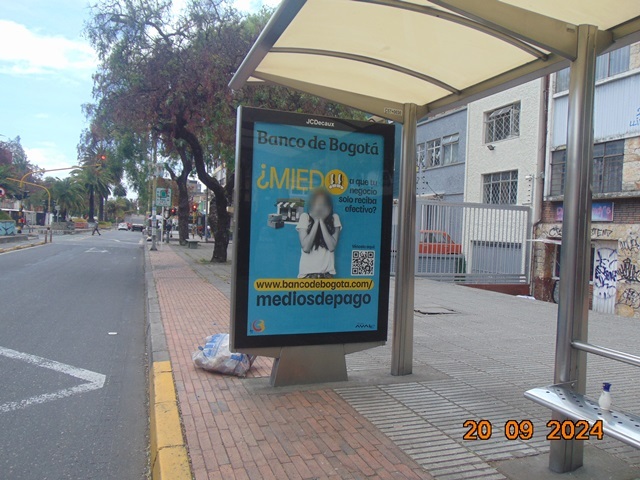 JCDecaux
Banco de Bogotá
¿MIEDO
a que tu
negocio
solo reciba
efectivo?
www.bancodebogota.com/
mediosdepago
20 09 2024